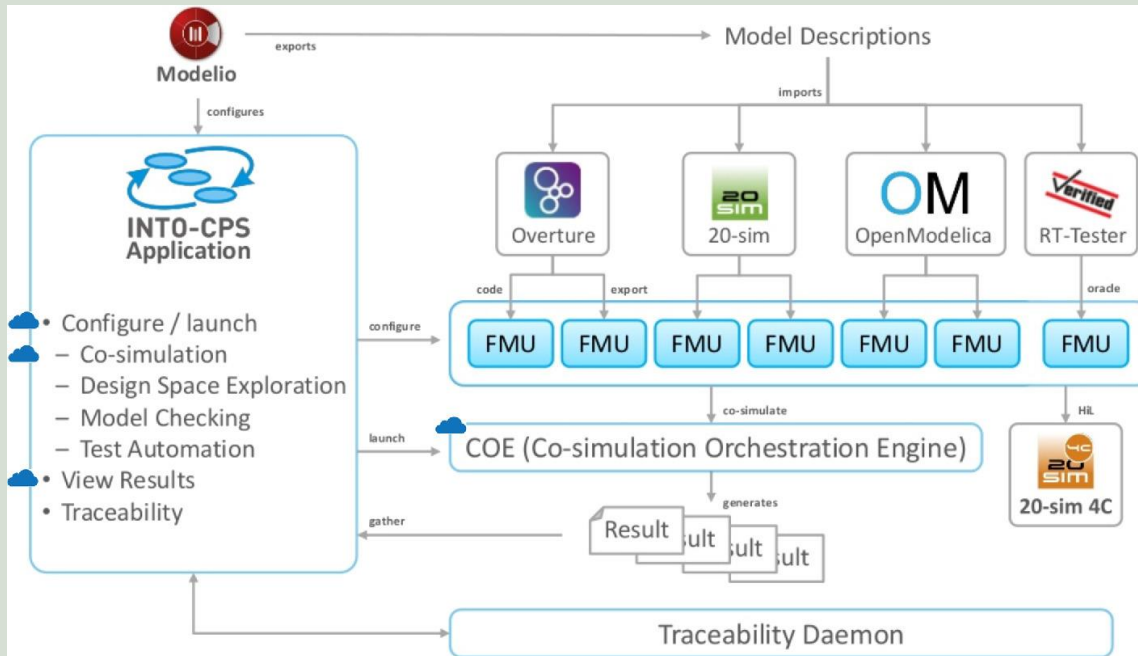 exports
Model Descriptions
Modelio
configures
imports
INTO-CPS
Application
Overture
20
sim
20-sim
OM
OpenModelica
Verified
RT-Tester
code
export
oracle
• Configure / launch
– Co-simulation
– Design Space Exploration
– Model Checking
– Test Automation
• View Results
• Traceability
configure
FMU
FMU
FMU
FMU
FMU
FMU
FMU
co-simulate
HiL
launch
COE (Co-simulation Orchestration Engine)
4C
20
sim
20-sim 4C
generates
gather
Result
sult
sult
sult
Traceability Daemon